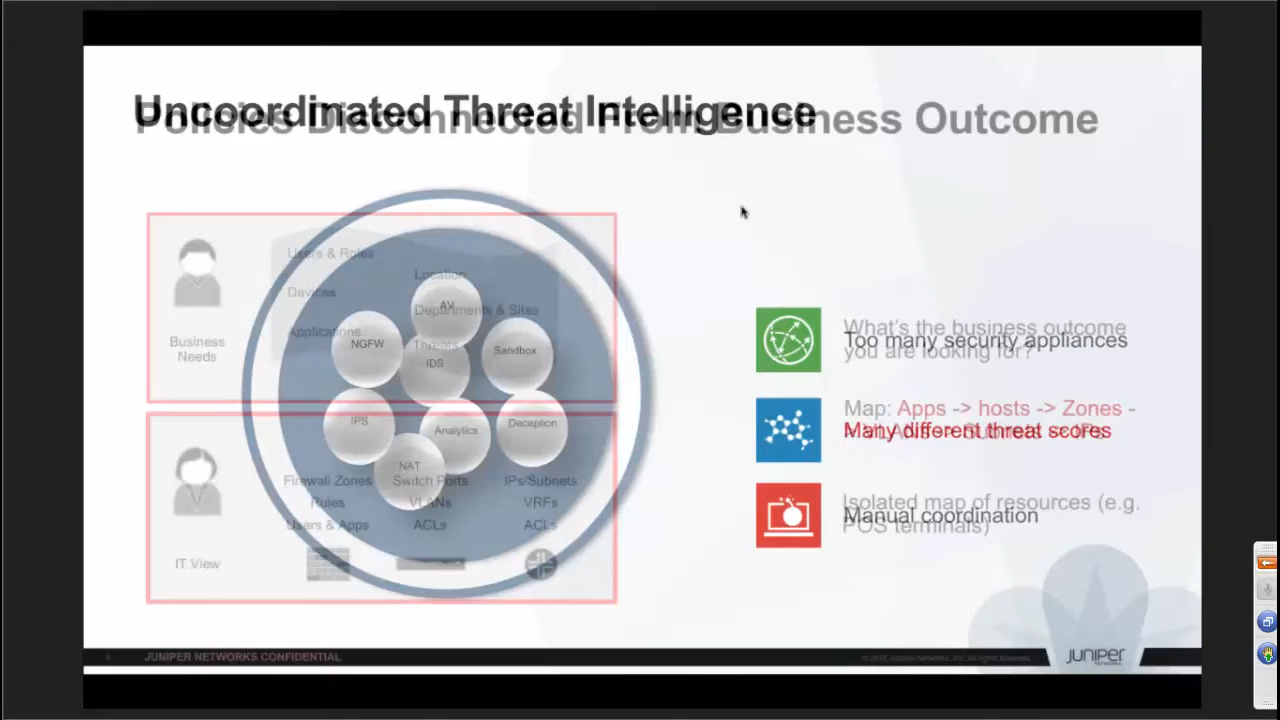 Uncoordinated Threat Intelligence
Policies Disconnected From Business Outcome
Users & Roles
Location
Devices
AV
Departments & Sites
Applications
NGFW
Threats
Sandbox
IDS
Business
Needs
IPS
Analytics
Deception
NAT
Firewall Zones
Switch Ports
IPs/Subnets
Rules
VLANs
VRFs
Users & Apps
ACLs
ACLs
IT View
What's the business outcome
you are looking for?
Too many security appliances
Map: Apps -> hosts -> Zones -
Many different threat scores
Isolated map of resources (e.g.
POS terminals)
Manual coordination
JUNIPER NETWORKS CONFIDENTIAL
JUNIPER
NETWORKS